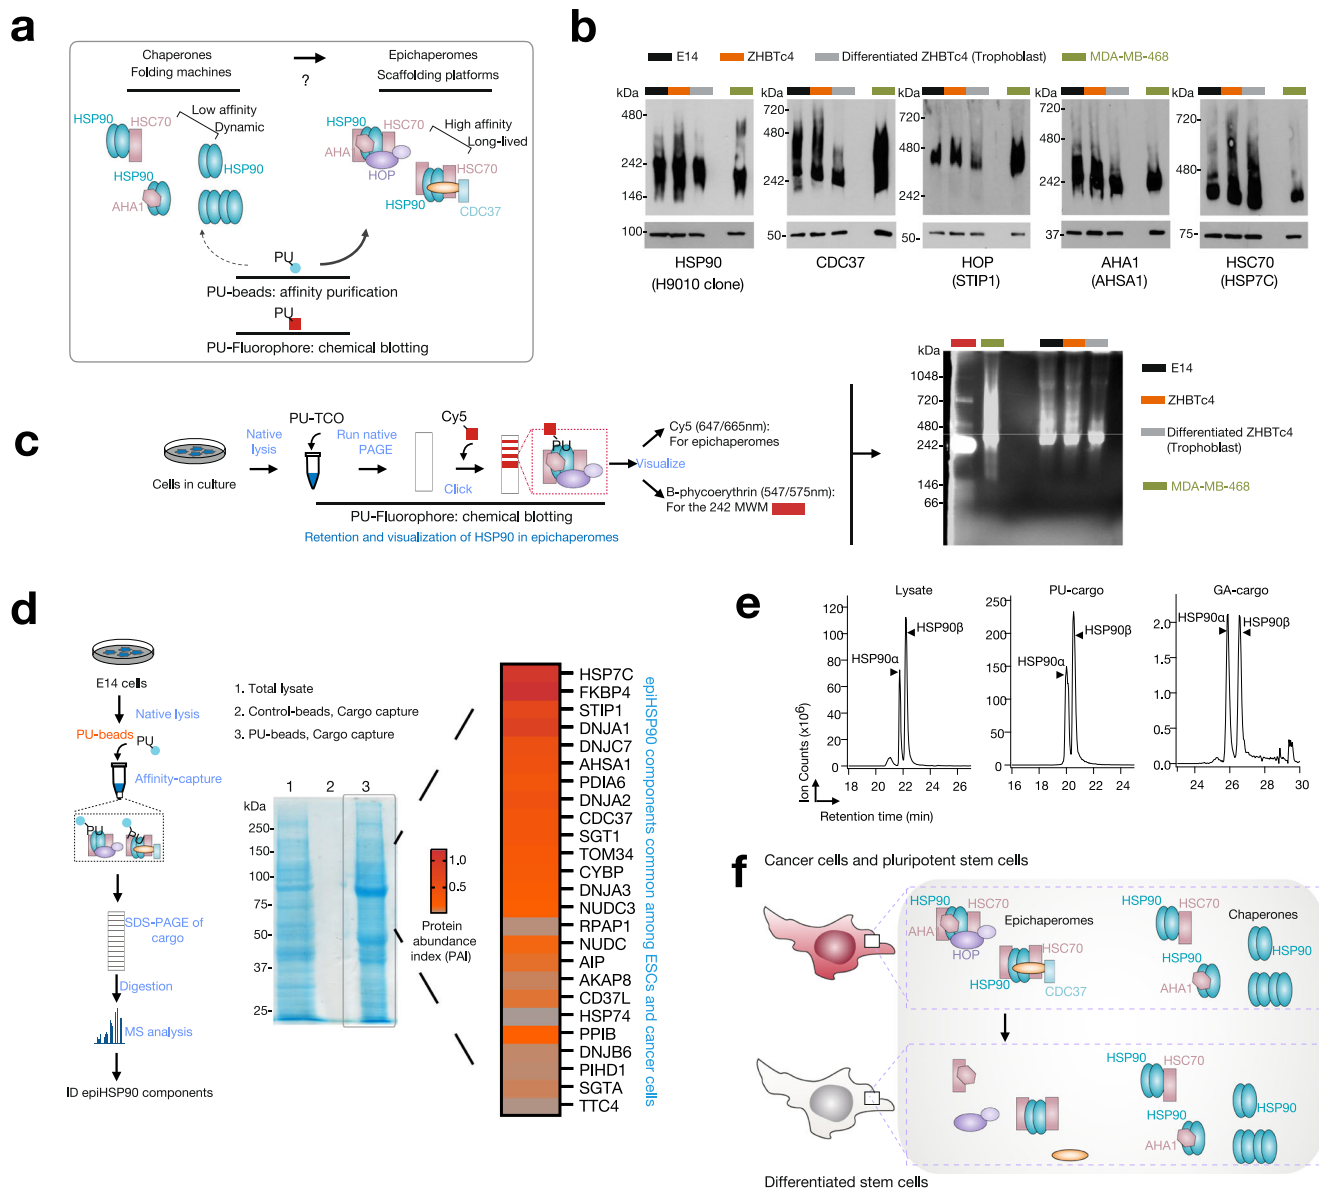 a
Chaperones
Folding machines
?
Epichaperomes
Scaffolding platforms
Low affinity
Dynamic
HSP90
HSC70
HSP90
HSP90
AHA1
High affinity
Long-lived
HSP90
HSC70
AHA1
HOP
HSC70
HSP90
CDC37
PU
PU-beads: affinity purification
PU
PU-Fluorophore: chemical blotting
b
E14
ZHBTc4
Differentiated ZHBTc4 (Trophoblast)
MDA-MB-468
kDa
480
242
146
100
HSP90
(H9010 clone)
kDa
720
480
242
50
CDC37
kDa
720
480
242
50
HOP
(STIP1)
kDa
720
480
242
37
AHA1
(AHSA1)
kDa
720
480
75
HSC70
(HSP7C)
c
Cells in culture
Native
lysis
PU-TCO
Run native
PAGE
Cy5
Click
PU
Visualize
Cy5 (647/665nm):
For epichaperomes
B-phycoerythrin (547/575nm):
For the 242 MWM
PU-Fluorophore: chemical blotting
Retention and visualization of HSP90 in epichaperomes
kDa
1048
720
480
242
146
66
E14
ZHBTc4
Differentiated ZHBTc4
(Trophoblast)
MDA-MB-468
d
E14 cells
Native lysis
PU-beads
PU
Affinity-capture
PU
PU
SDS-PAGE of
cargo
Digestion
MS analysis
ID epiHSP90 components
1. Total lysate
2. Control-beads, Cargo capture
3. PU-beads, Cargo capture
1 2 3
kDa
250
150
100
75
50
37
25
1.0
0.5
Protein
abundance
index (PAI)
HSP7C
FKBP4
STIP1
DNJA1
DNJC7
AHSA1
PDIA6
DNJA2
CDC37
SGT1
TOM34
CYBP
DNJA3
NUDC3
RPAP1
NUDC
AIP
AKAP8
CD37L
HSP74
PPIB
DNJB6
PIHD1
SGTA
TTC4
epiHSP90 components common among ESCs and cancer cells
e
Lysate
120
100
80
60
40
20
0
HSP90α
HSP90β
18 20 22 24 26
Ion Counts (x10⁶)
Retention time (min)
PU-cargo
250
200
150
100
50
0
HSP90α
HSP90β
16 18 20 22 24
GA-cargo
2.0
1.5
1.0
0.5
0.0
HSP90α
HSP90β
24 26 28 30
f
Cancer cells and pluripotent stem cells
HSP90
HSC70
AHA1
HOP
Epichaperomes
HSC70
HSP90
CDC37
HSP90
HSC70
Chaperones
HSP90
HSP90
AHA1
HSP90
HSC70
HSP90
HSP90
AHA1
Differentiated stem cells